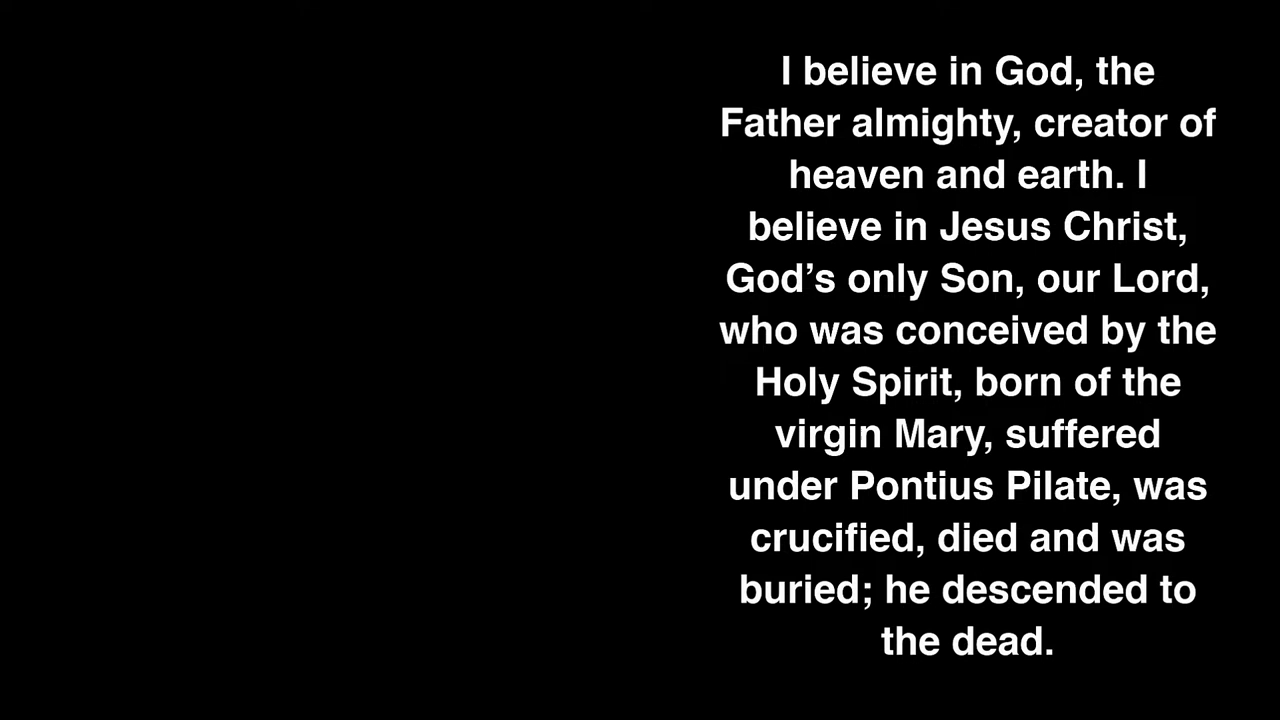 I believe in God, the
Father almighty, creator of
heaven and earth. I
believe in Jesus Christ,
God’s only Son, our Lord,
who was conceived by the
Holy Spirit, born of the
virgin Mary, suffered
under Pontius Pilate, was
crucified, died and was
buried; he descended to
the dead.